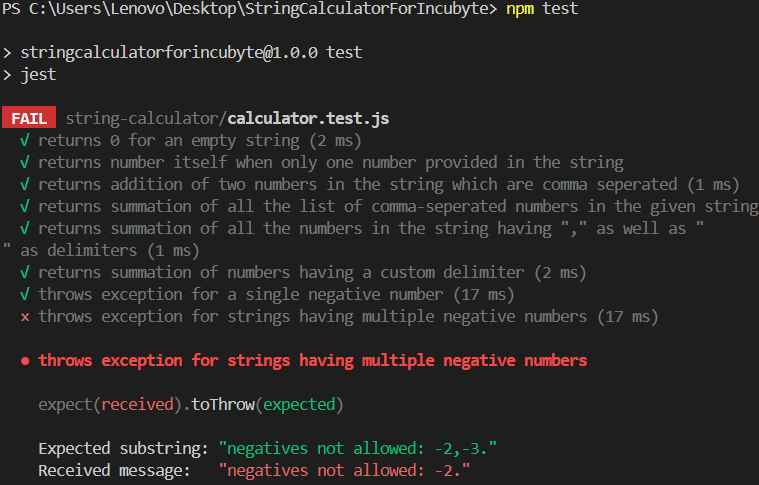 PS C:\Users\Lenovo\Desktop\StringCalculatorForIncubyte> npm test
> stringcalculatorforincubyte@1.0.0 test
> jest
FAIL string-calculator/calculator.test.js
√ returns 0 for an empty string (2 ms)
√ returns number itself when only one number provided in the string
√ returns addition of two numbers in the string which are comma seperated (1 ms)
√ returns summation of all the list of comma-seperated numbers in the given string
√ returns summation of all the numbers in the string having "," as well as "
" as delimiters (1 ms)
√ returns summation of numbers having a custom delimiter (2 ms)
√ throws exception for a single negative number (17 ms)
× throws exception for strings having multiple negative numbers (17 ms)
● throws exception for strings having multiple negative numbers
expect(received).toThrow(expected)
Expected substring: "negatives not allowed: -2,-3."
Received message:   "negatives not allowed: -2."